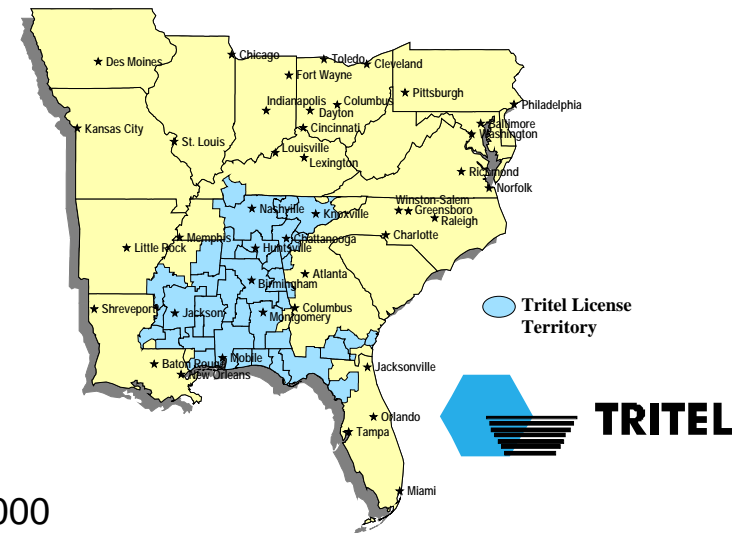 Chicago
Toledo
Des Moines
Cleveland
Fort Wayne
Pittsburgh
Indianapolis
Columbus
Philadelphia
Dayton
Kansas City
Cincinnati
Baltimore
Washington
St. Louis
Louisville
Lexington
Richmond
Norfolk
Winston-Salem
Nashville
Knoxville
Greensboro
Raleigh
Memphis
Chattanooga
Charlotte
Little Rock
Huntsville
Atlanta
Birmingham
Shreveport
Jackson
Montgomery
Columbus
Tritel License
Territory
Baton Rouge
Mobile
New Orleans
Jacksonville
TRITEL
Orlando
Tampa
Miami
000